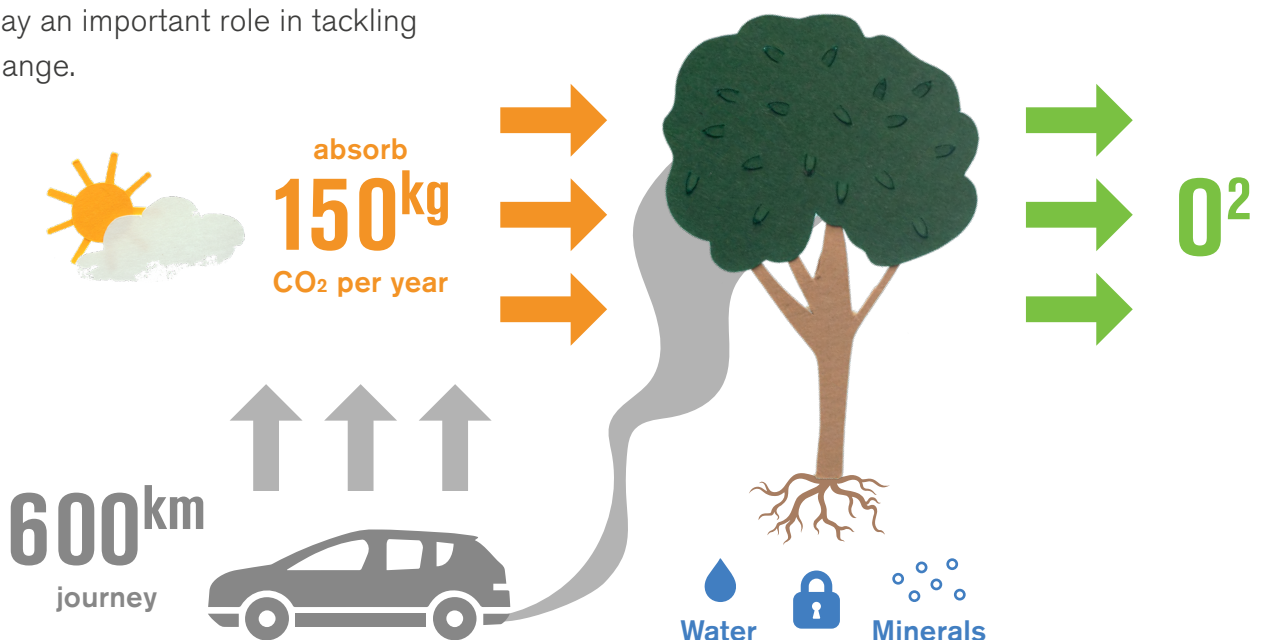 ay an important role in tackling
ange.
absorb
150kg
CO2 per year
O2
600km
journey
Water
Minerals